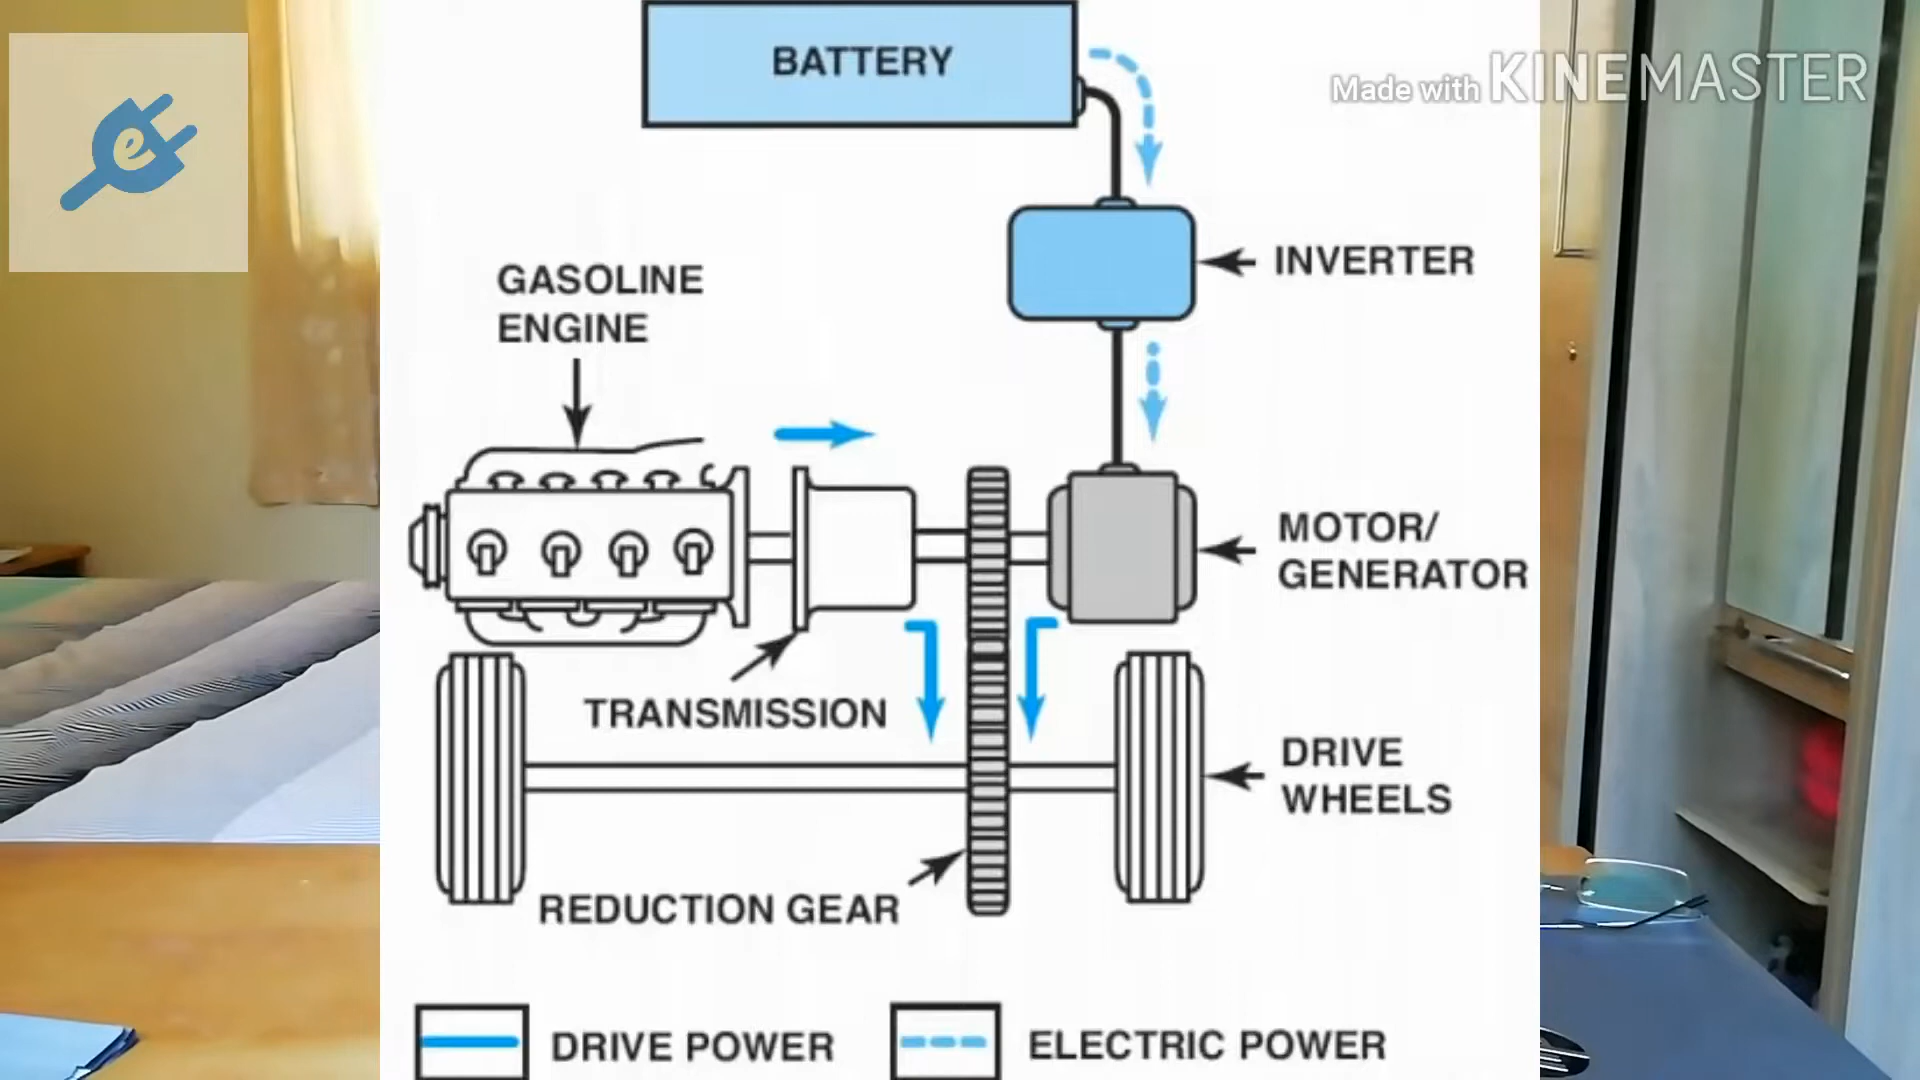 BATTERY
Made with KINEMASTER
e
INVERTER
GASOLINE
ENGINE
MOTOR/
GENERATOR
TRANSMISSION
DRIVE
WHEELS
REDUCTION GEAR
DRIVE POWER
ELECTRIC POWER